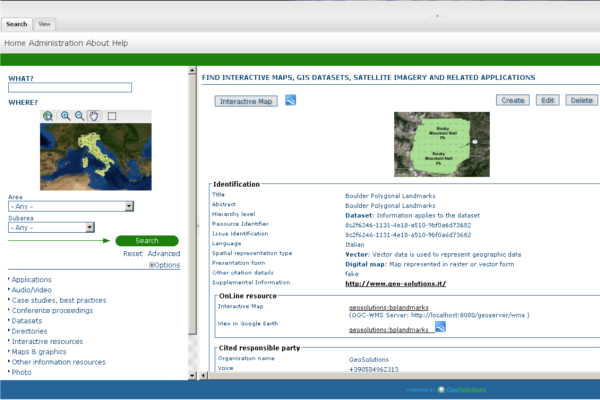 Search View
Home Administration About Help
WHAT?
WHERE?
Area
- Any -
Subarea
- Any -
Search
Reset Advanced
Options
Applications
Audio/Video
Case studies, best practices
Conference proceedings
Datasets
Directories
Interactive resources
Maps & graphics
Other information resources
Photo
FIND INTERACTIVE MAPS, GIS DATASETS, SATELLITE IMAGERY AND RELATED APPLICATIONS
Interactive Map Create Edit Delete
Rocky
Mountain Natl
Pk
Rocky
Mountain Natl
Pk
Identification
Title Boulder Polygonal Landmarks
Abstract Boulder Polygonal Landmarks
Hierarchy level Dataset: Information applies to the dataset
Resource Identifier 8c2f6246-1131-4e18-a510-9bf0a6d73682
Issue Identification 8c2f6246-1131-4e18-a510-9bf0a6d73682
Language Italian
Spatial representation type Vector: Vector data is used to represent geographic data
Presentation form Digital map: Map represented in raster or vector form
Other citation details fake
Supplemental Information http://www.geo-solutions.it/
OnLine resource
Interactive Map geosolutions:bplandmarks
(OGC-WMS Server: http://localhost:8080/geoserver/wms )
View in Google Earth geosolutions:bplandmarks
Cited responsible party
Organisation name GeoSolutions
Voice +390584962313
POWERED BY GeoSolutions